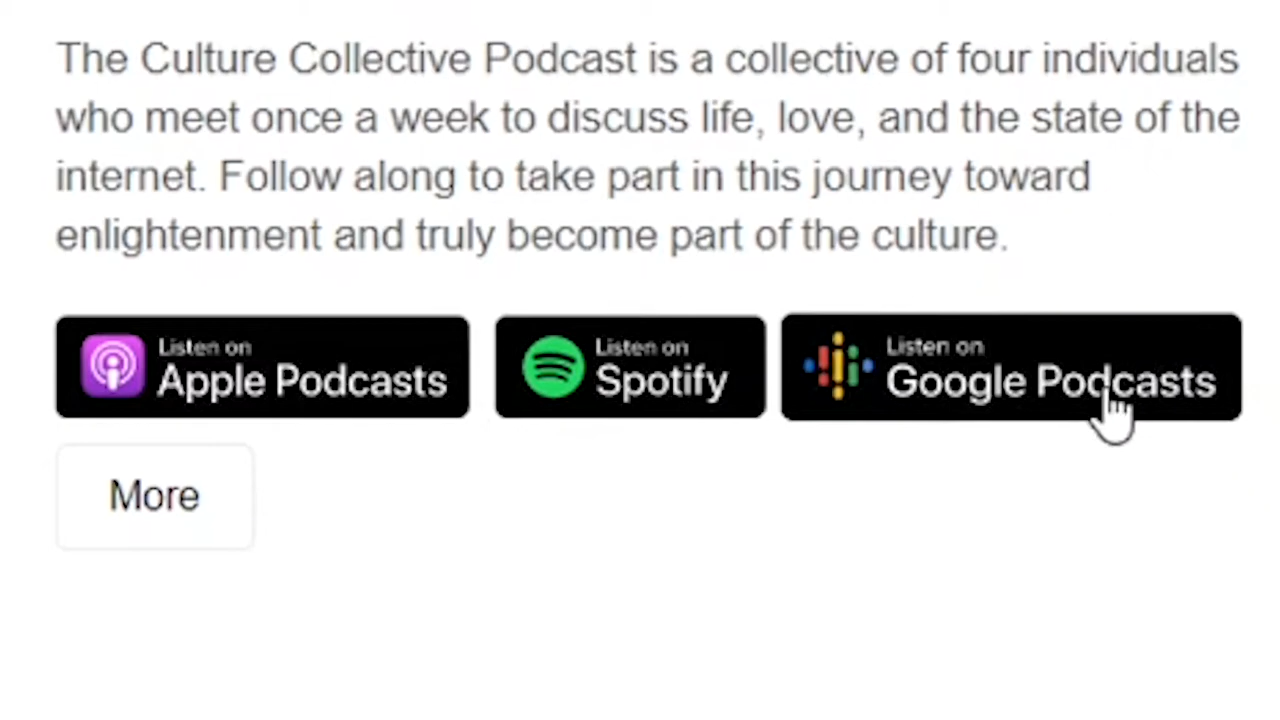 The Culture Collective Podcast is a collective of four individuals
who meet once a week to discuss life, love, and the state of the
internet. Follow along to take part in this journey toward
enlightenment and truly become part of the culture.
Listen on
Apple Podcasts
Listen on
Spotify
Listen on
Google Podcasts
More